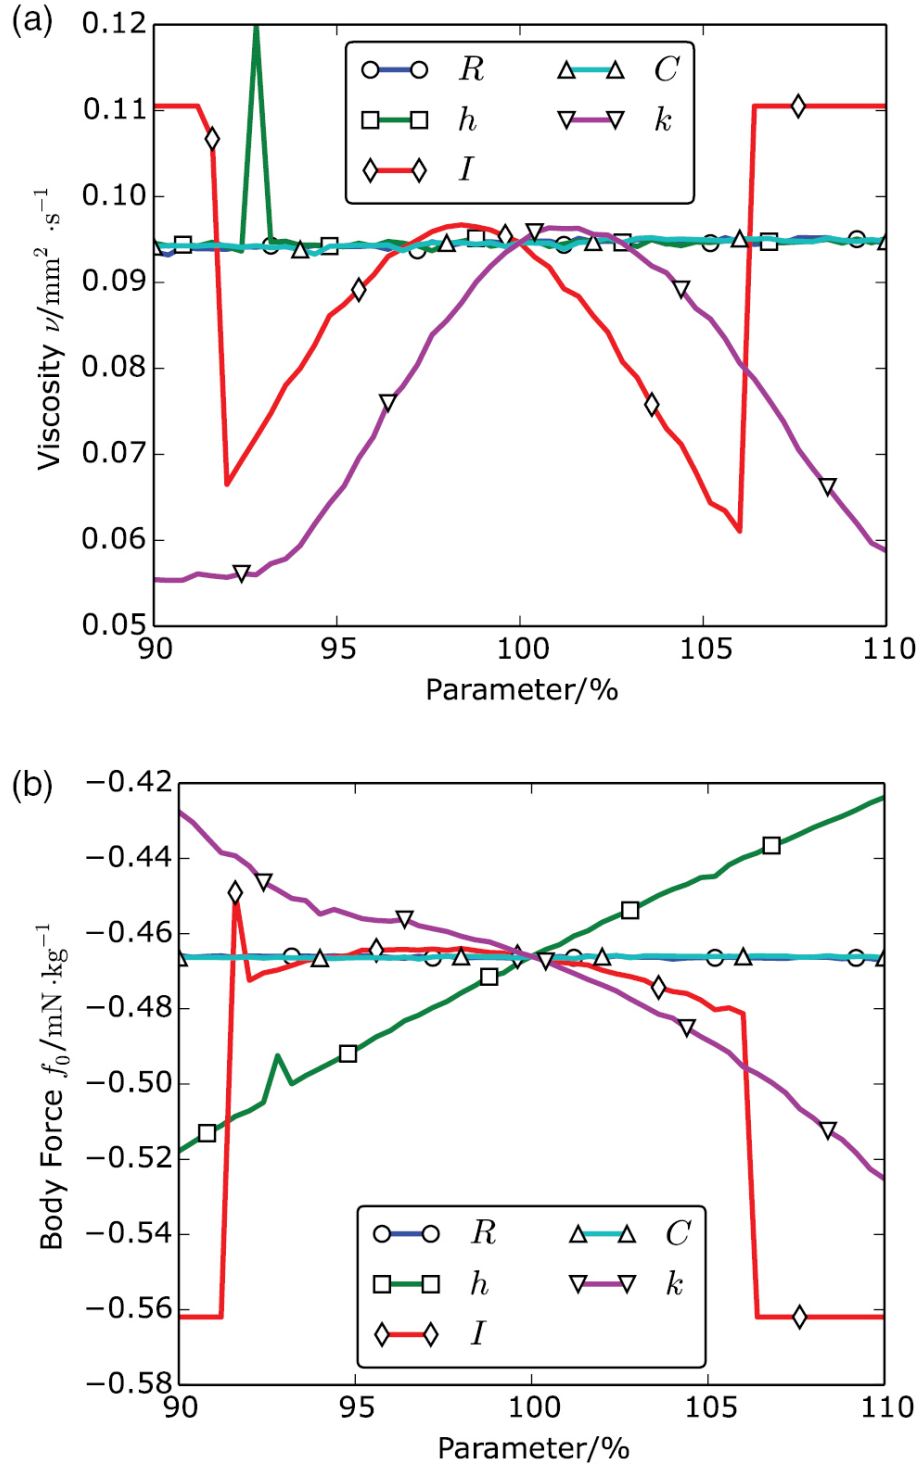 (a)
0.12
0.11
0.10
0.09
0.08
0.07
0.06
0.05
Viscosity ν/mm² ·s⁻¹
R
C
h
k
I
90
95
100
105
110
Parameter/%
(b)
−0.42
−0.44
−0.46
−0.48
−0.50
−0.52
−0.54
−0.56
−0.58
Body Force f₀/mN·kg⁻¹
R
C
h
k
I
90
95
100
105
110
Parameter/%